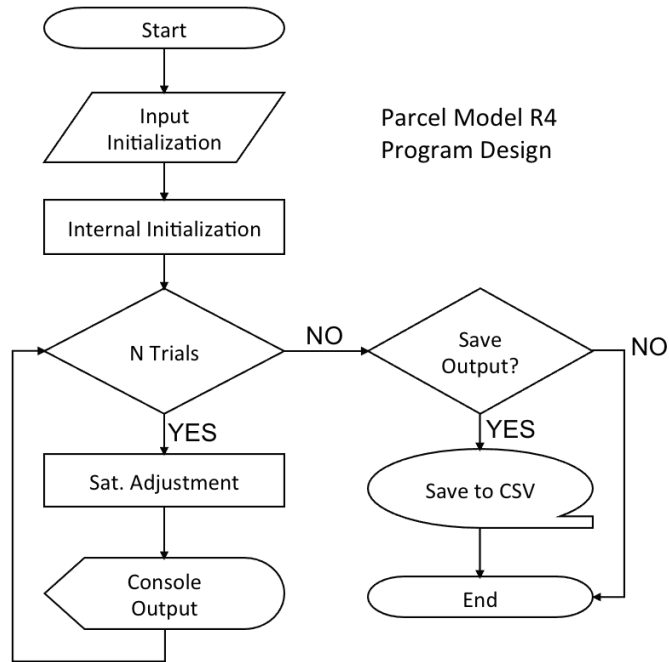 Start
Input
Initialization
Parcel Model R4
Program Design
Internal Initialization
N Trials
NO
Save
Output?
NO
YES
YES
Sat. Adjustment
Save to CSV
Console
Output
End